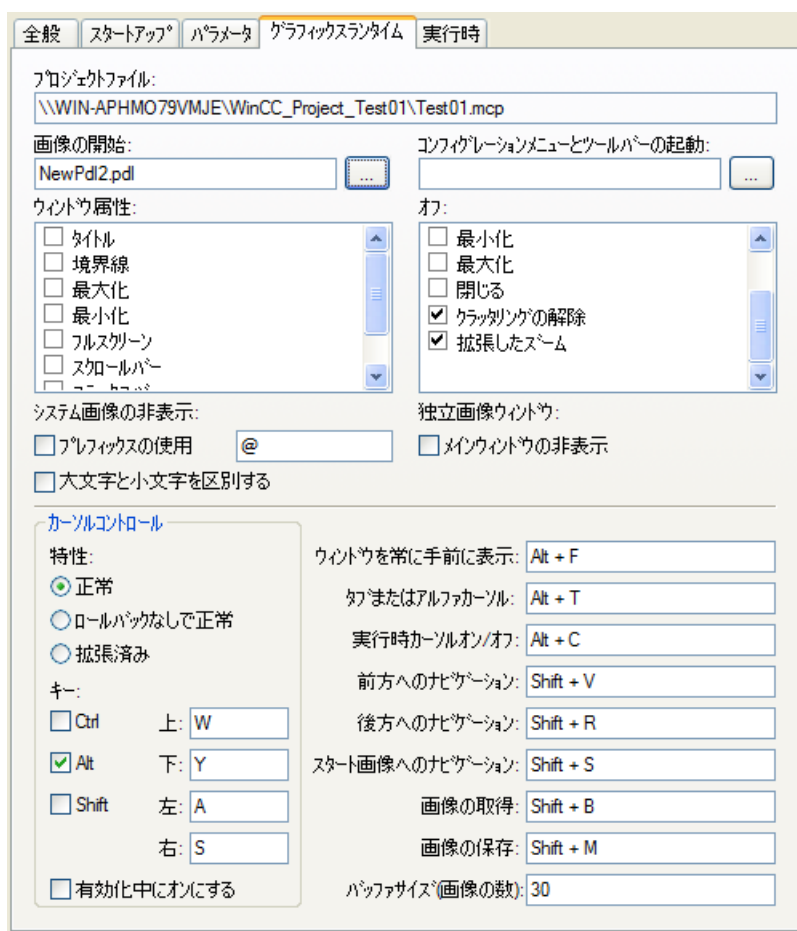 全般 スタートアップ パラメータ グラフィックスランタイム 実行時
プロジェクトファイル:
\\WIN-APHMO79VMJE\WinCC_Project_Test01\Test01.mcp
画像の開始: コンフィグレーションメニューとツールバーの起動:
NewPdl2.pdl ... ...
ウィンドウ属性: オフ:
タイトル 最小化
境界線 最大化
最大化 閉じる
最小化 クラッタリングの解除
フルスクリーン 拡張したズーム
スクロールバー
システム画像の非表示: 独立画像ウィンドウ:
プレフィックスの使用 @ メインウィンドウの非表示
大文字と小文字を区別する
カーソルコントロール
特性: ウィンドウを常に手前に表示: Alt + F
正常 タブまたはアルファカーソル: Alt + T
ロールバックなしで正常 実行時カーソルオン/オフ: Alt + C
拡張済み 前方へのナビゲーション: Shift + V
キー:
Ctrl 上: W 後方へのナビゲーション: Shift + R
Alt 下: Y スタート画像へのナビゲーション: Shift + S
Shift 左: A 画像の取得: Shift + B
右: S 画像の保存: Shift + M
有効化中にオンにする バッファサイズ(画像の数): 30